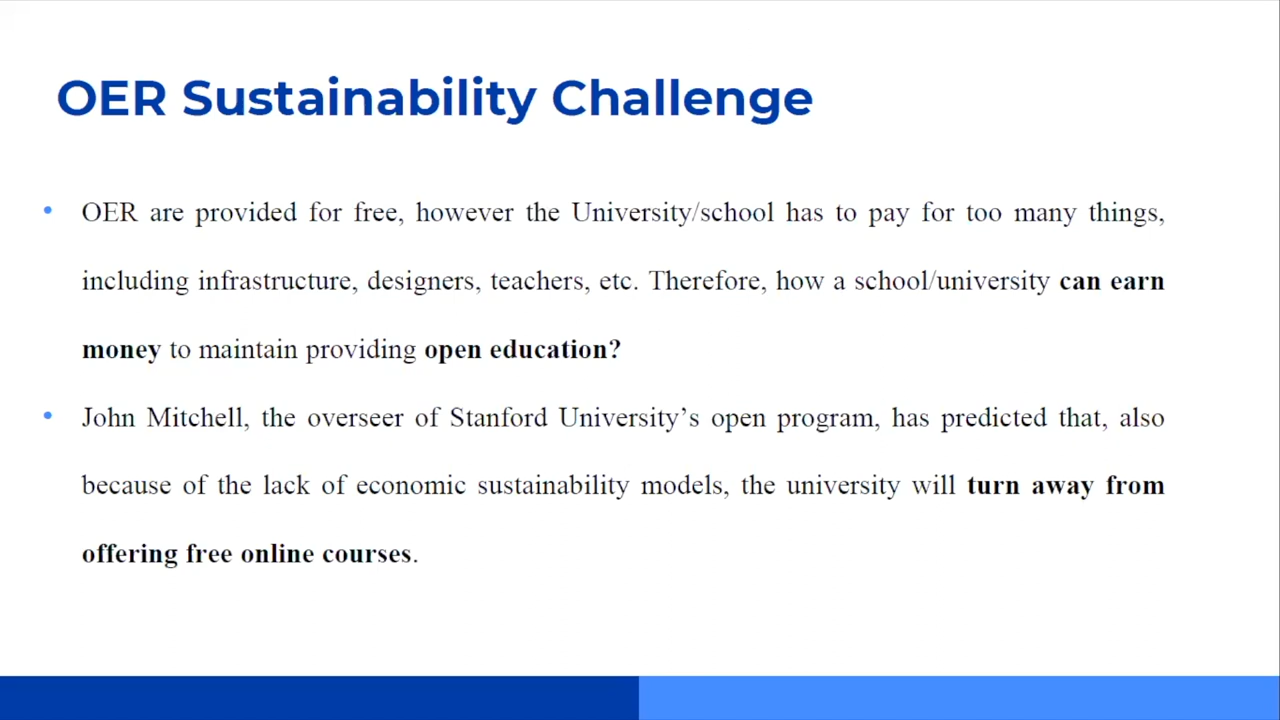 OER Sustainability Challenge
• OER are provided for free, however the University/school has to pay for too many things,
including infrastructure, designers, teachers, etc. Therefore, how a school/university can earn
money to maintain providing open education?
• John Mitchell, the overseer of Stanford University’s open program, has predicted that, also
because of the lack of economic sustainability models, the university will turn away from
offering free online courses.